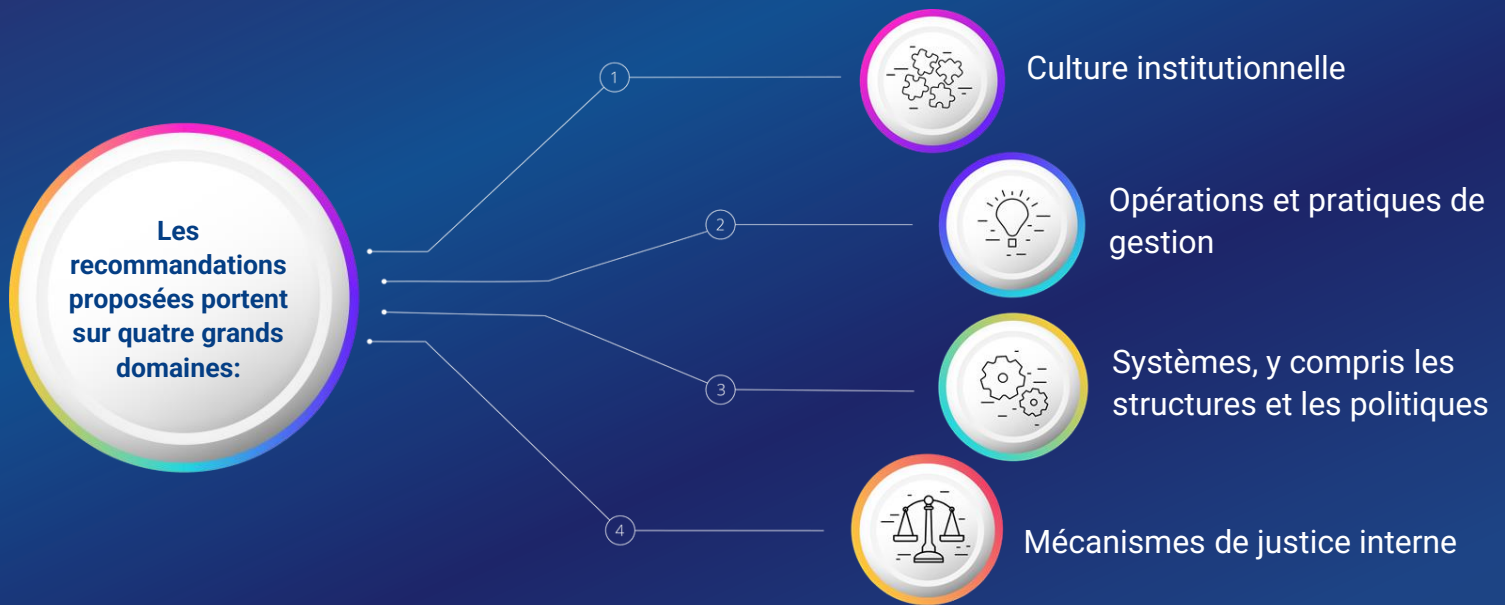 Les
recommandations
proposées portent
sur quatre grands
domaines:
1
Culture institutionnelle
2
Opérations et pratiques de
gestion
3
Systèmes, y compris les
structures et les politiques
4
Mécanismes de justice interne